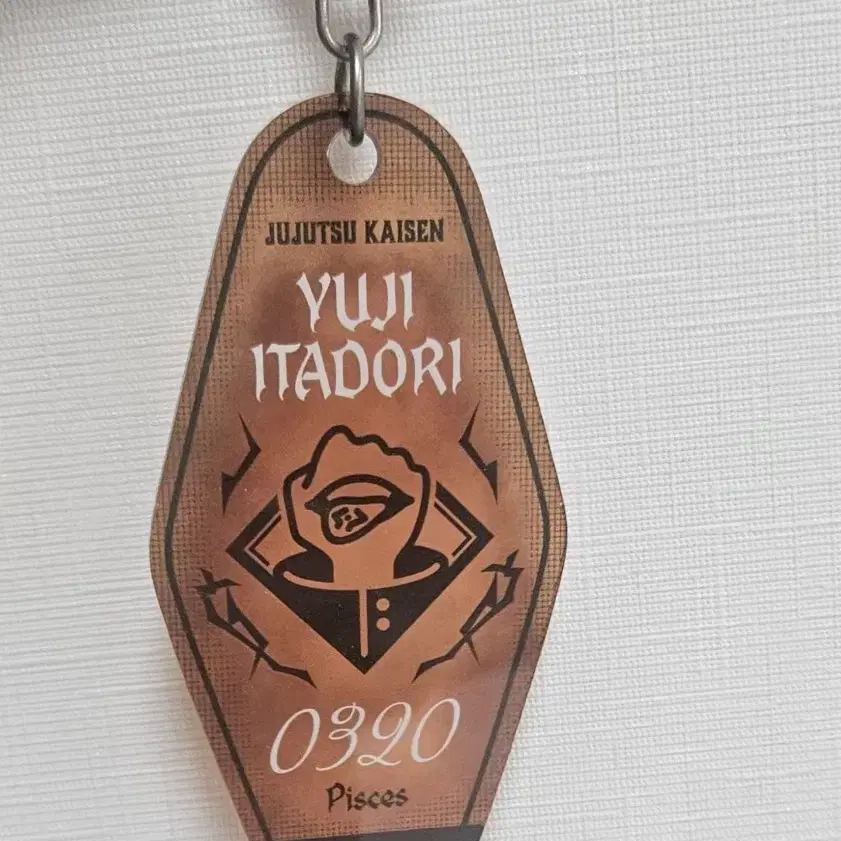 JUJUTSU KAISEN
YUJI
ITADORI
0320
Pisces